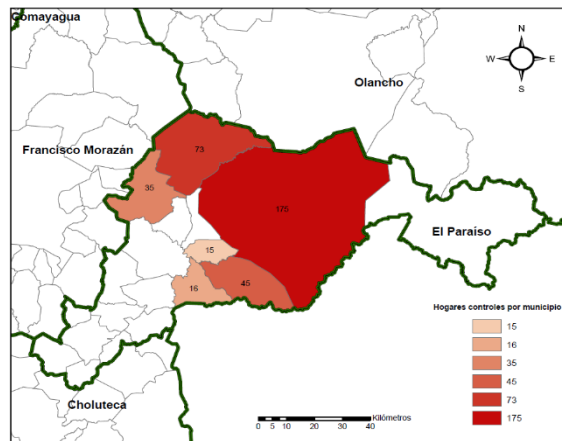 Comayagua
N
W E
S
Olancho
Francisco Morazán
73
35
175
El Paraíso
15
16
45
Hogares controles por municipio
15
16
35
45
73
175
Choluteca
Kilómetros
0 5 10 20 30 40